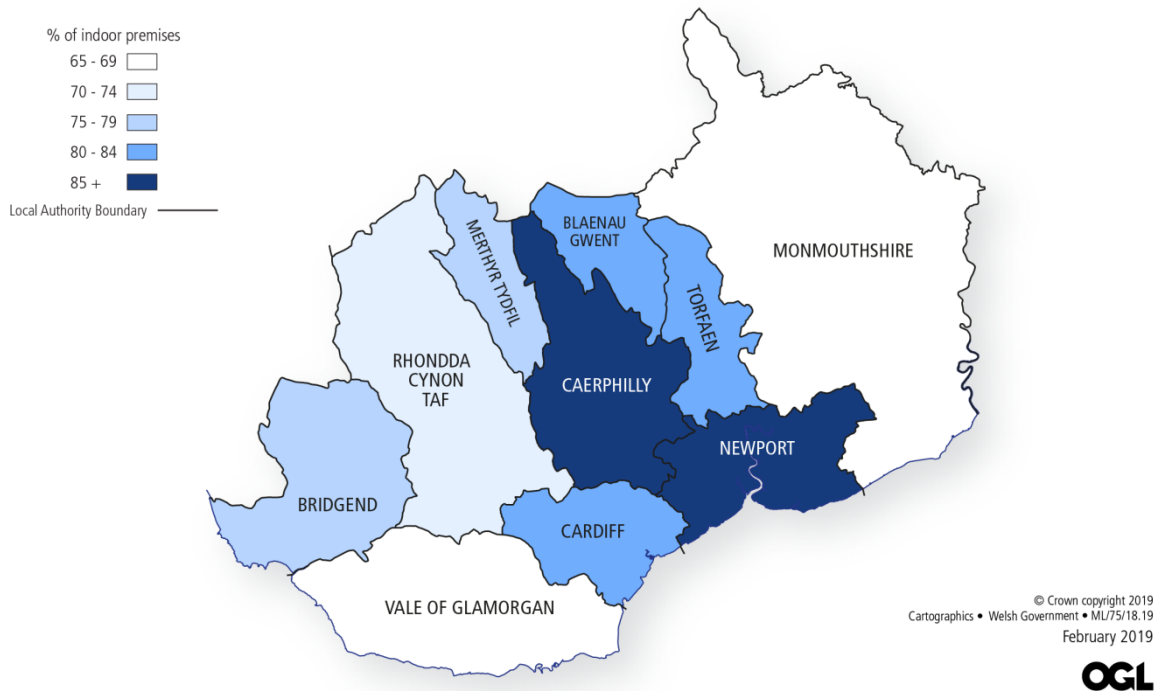 % of indoor premises
65 - 69
70 - 74
75 - 79
80 - 84
85 +
Local Authority Boundary
BLAENAU
GWENT
MERTHYR TYDFIL
MONMOUTHSHIRE
TORFAEN
RHONDDA
CYNON
TAF
CAERPHILLY
NEWPORT
BRIDGEND
CARDIFF
VALE OF GLAMORGAN
© Crown copyright 2019
Cartographics • Welsh Government • ML/75/18.19
February 2019
OGL